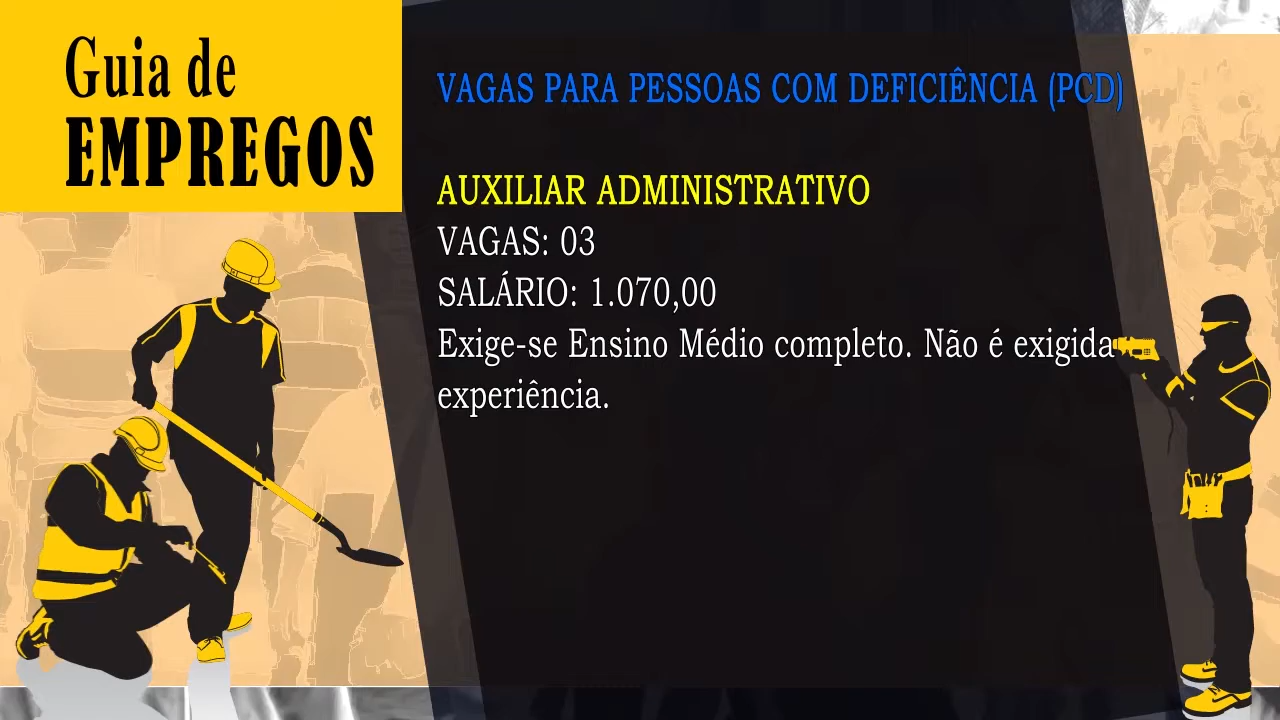 Guia de
EMPREGOS
VAGAS PARA PESSOAS COM DEFICIÊNCIA (PCD)
AUXILIAR ADMINISTRATIVO
VAGAS: 03
SALÁRIO: 1.070,00
Exige-se Ensino Médio completo. Não é exigida
experiência.